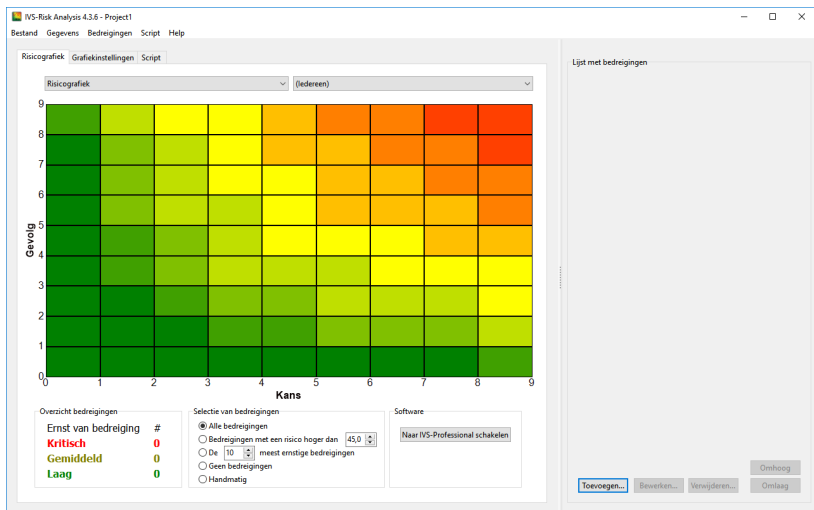 IVS-Risk Analysis 4.3.6 - Project1
Bestand Gegevens Bedreigingen Script Help
Risicografiek Grafiekinstellingen Script
Risicografiek (Iedereen)
9
8
7
6
5
4
3
2
1
0
Gevolg
0 1 2 3 4 5 6 7 8 9
Kans
Overzicht bedreigingen
Ernst van bedreiging #
Kritisch 0
Gemiddeld 0
Laag 0
Selectie van bedreigingen
Alle bedreigingen
Bedreigingen met een risico hoger dan 45,0
De 10 meest ernstige bedreigingen
Geen bedreigingen
Handmatig
Software
Naar IVS-Professional schakelen
Lijst met bedreigingen
Omhoog
Toevoegen... Bewerken... Verwijderen... Omlaag